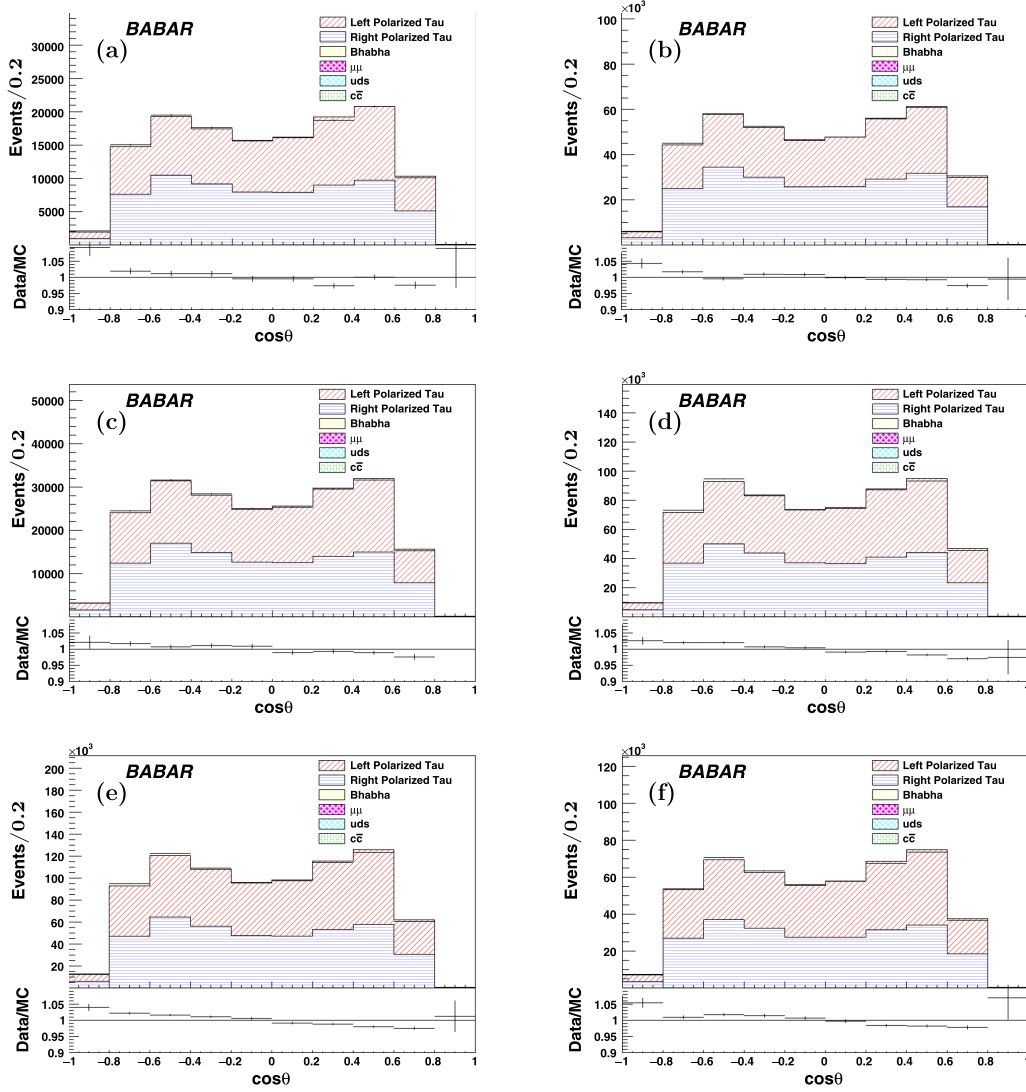 BABAR
(a)
Left Polarized Tau
Right Polarized Tau
Bhabha
μμ
uds
cc̅
Events/0.2
30000
25000
20000
15000
10000
5000
Data/MC
1.05
1
0.95
0.9
−1 −0.8 −0.6 −0.4 −0.2 0 0.2 0.4 0.6 0.8 1
cosθ
×10³
BABAR
(b)
Left Polarized Tau
Right Polarized Tau
Bhabha
μμ
uds
cc̅
Events/0.2
100
80
60
40
20
Data/MC
1.05
1
0.95
0.9
−1 −0.8 −0.6 −0.4 −0.2 0 0.2 0.4 0.6 0.8 1
cosθ
BABAR
(c)
Left Polarized Tau
Right Polarized Tau
Bhabha
μμ
uds
cc̅
Events/0.2
50000
40000
30000
20000
10000
Data/MC
1.05
1
0.95
0.9
−1 −0.8 −0.6 −0.4 −0.2 0 0.2 0.4 0.6 0.8 1
cosθ
×10³
BABAR
(d)
Left Polarized Tau
Right Polarized Tau
Bhabha
μμ
uds
cc̅
Events/0.2
140
120
100
80
60
40
20
Data/MC
1.05
1
0.95
0.9
−1 −0.8 −0.6 −0.4 −0.2 0 0.2 0.4 0.6 0.8 1
cosθ
×10³
BABAR
(e)
Left Polarized Tau
Right Polarized Tau
Bhabha
μμ
uds
cc̅
Events/0.2
200
180
160
140
120
100
80
60
40
20
Data/MC
1.05
1
0.95
0.9
−1 −0.8 −0.6 −0.4 −0.2 0 0.2 0.4 0.6 0.8 1
cosθ
×10³
BABAR
(f)
Left Polarized Tau
Right Polarized Tau
Bhabha
μμ
uds
cc̅
Events/0.2
120
100
80
60
40
20
Data/MC
1.05
1
0.95
0.9
−1 −0.8 −0.6 −0.4 −0.2 0 0.2 0.4 0.6 0.8 1
cosθ